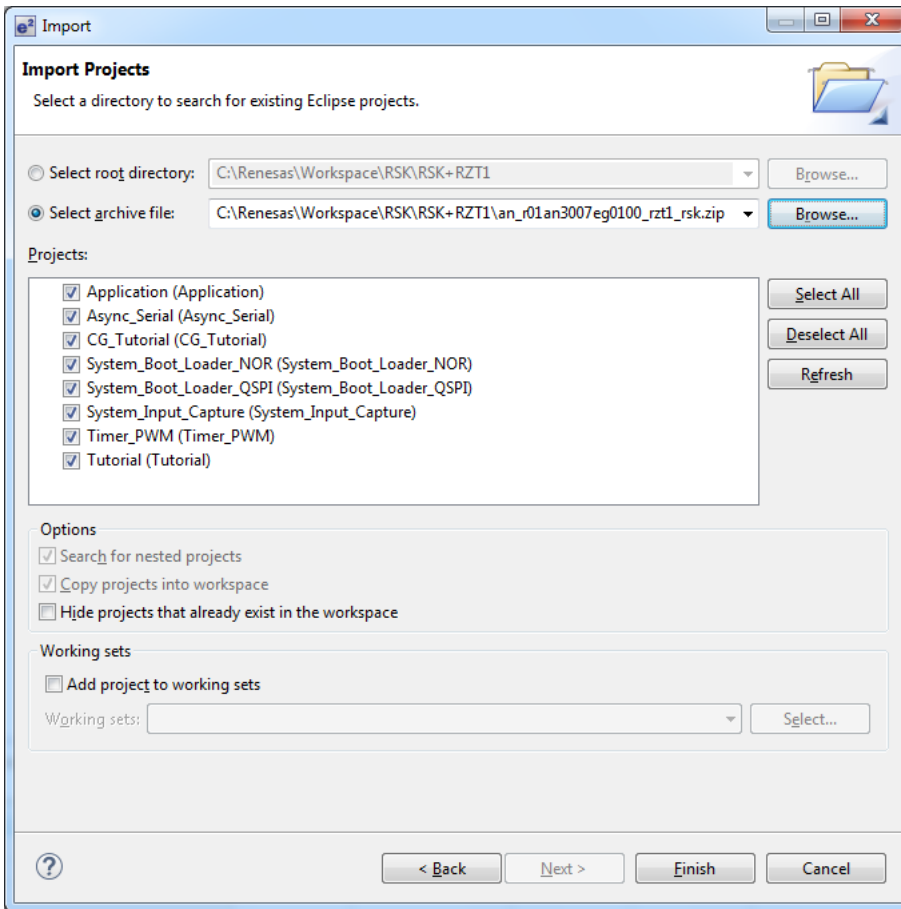 e² Import
Import Projects
Select a directory to search for existing Eclipse projects.
Select root directory: C:\Renesas\Workspace\RSK\RSK+RZT1 Browse...
Select archive file: C:\Renesas\Workspace\RSK\RSK+RZT1\an_r01an3007eg0100_rzt1_rsk.zip Browse...
Projects:
Application (Application)
Async_Serial (Async_Serial)
CG_Tutorial (CG_Tutorial)
System_Boot_Loader_NOR (System_Boot_Loader_NOR)
System_Boot_Loader_QSPI (System_Boot_Loader_QSPI)
System_Input_Capture (System_Input_Capture)
Timer_PWM (Timer_PWM)
Tutorial (Tutorial)
Select All
Deselect All
Refresh
Options
Search for nested projects
Copy projects into workspace
Hide projects that already exist in the workspace
Working sets
Add project to working sets
Working sets: Select...
? < Back Next > Finish Cancel